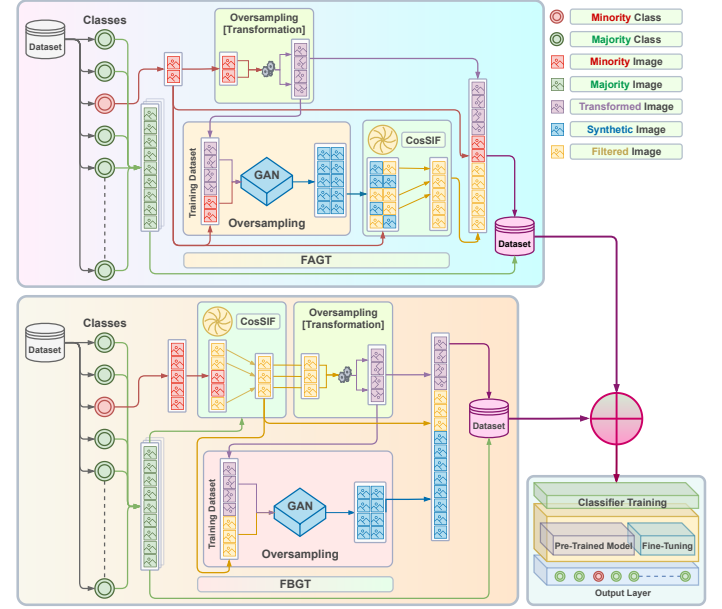 Dataset
Classes
Oversampling
[Transformation]
Training Dataset
GAN
Oversampling
CosSIF
FAGT
Dataset
Minority Class
Majority Class
Minority Image
Majority Image
Transformed Image
Synthetic Image
Filtered Image
Dataset
Classes
CosSIF
Oversampling
[Transformation]
Training Dataset
GAN
Oversampling
FBGT
Dataset
Classifier Training
Pre-Trained Model
Fine-Tuning
Output Layer